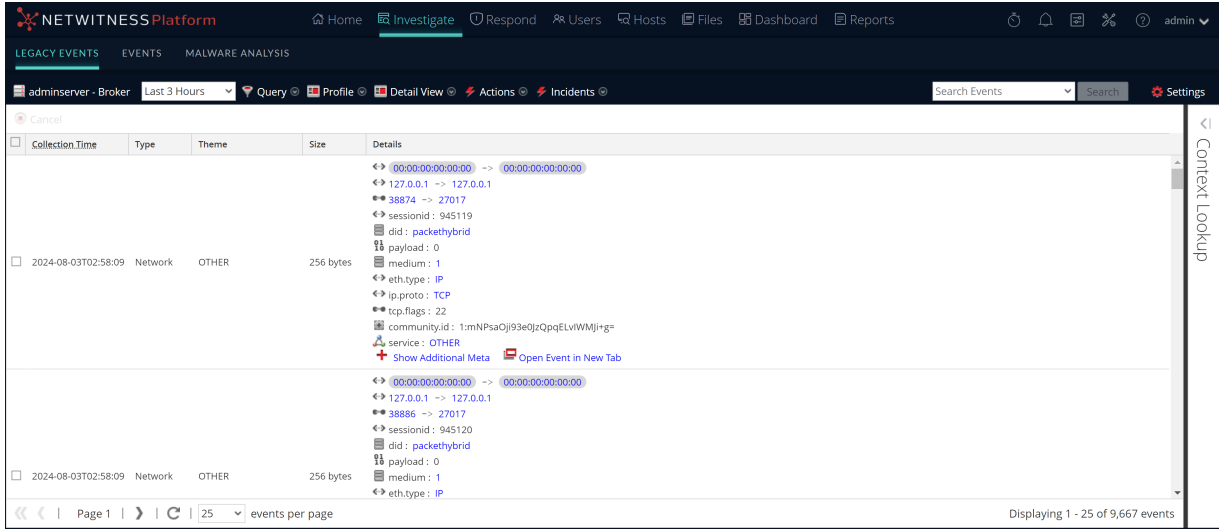 NETWITNESS Platform
Home Investigate Respond Users Hosts Files Dashboard Reports admin
LEGACY EVENTS EVENTS MALWARE ANALYSIS
adminserver - Broker Last 3 Hours Query Profile Detail View Actions Incidents Search Events Search Settings
Cancel
Collection Time Type Theme Size Details
00:00:00:00:00:00 -> 00:00:00:00:00:00
127.0.0.1 -> 127.0.0.1
38874 -> 27017
sessionid : 945119
did : packethybrid
payload : 0
2024-08-03T02:58:09 Network OTHER 256 bytes medium : 1
eth.type : IP
ip.proto : TCP
tcp.flags : 22
community.id : 1:mNPsaOji93e0JzQpqELvIWMJi+g=
service : OTHER
Show Additional Meta Open Event in New Tab
00:00:00:00:00:00 -> 00:00:00:00:00:00
127.0.0.1 -> 127.0.0.1
38886 -> 27017
sessionid : 945120
did : packethybrid
payload : 0
2024-08-03T02:58:09 Network OTHER 256 bytes medium : 1
eth.type : IP
Page 1 25 events per page Displaying 1 - 25 of 9,667 events
Context Lookup